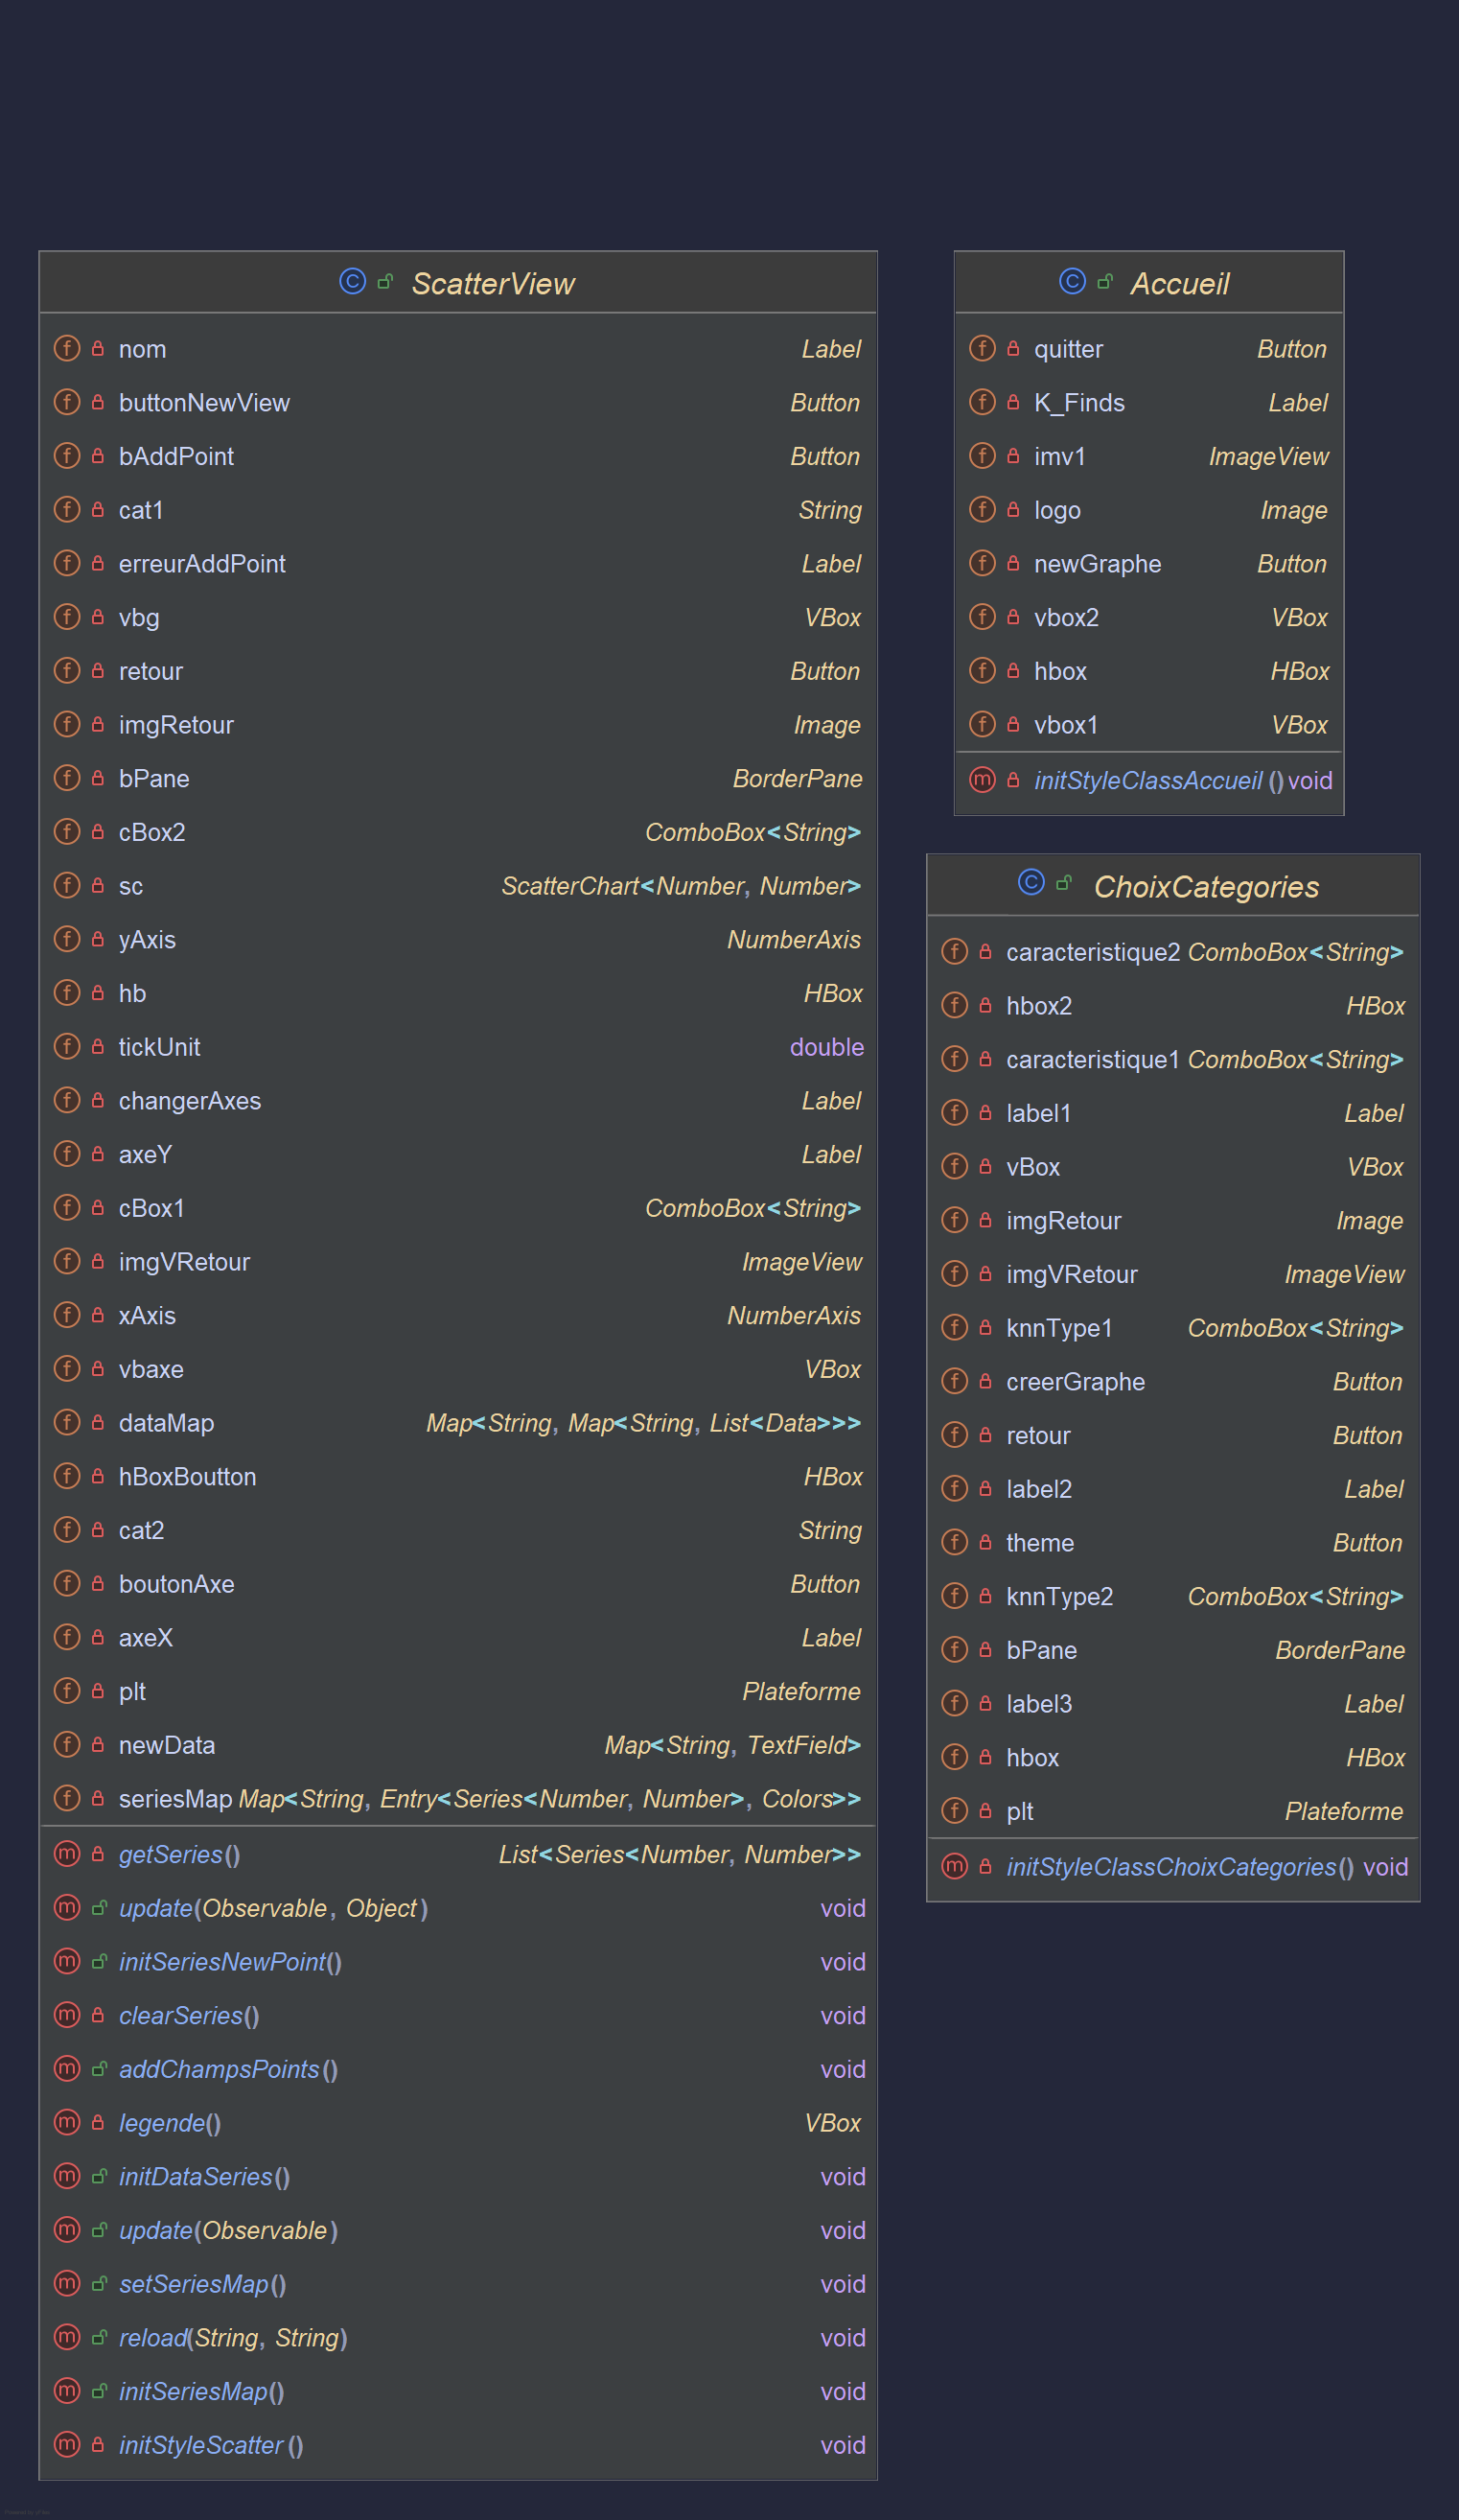 ScatterView
nom Label
buttonNewView Button
bAddPoint Button
cat1 String
erreurAddPoint Label
vbg VBox
retour Button
imgRetour Image
bPane BorderPane
cBox2 ComboBox<String>
sc ScatterChart<Number, Number>
yAxis NumberAxis
hb HBox
tickUnit double
changerAxes Label
axeY Label
cBox1 ComboBox<String>
imgVRetour ImageView
xAxis NumberAxis
vbaxe VBox
dataMap Map<String, Map<String, List<Data>>>
hBoxBoutton HBox
cat2 String
boutonAxe Button
axeX Label
plt Plateforme
newData Map<String, TextField>
seriesMap Map<String, Entry<Series<Number, Number>, Colors>>
getSeries() List<Series<Number, Number>>
update(Observable, Object) void
initSeriesNewPoint() void
clearSeries() void
addChampsPoints() void
legende() VBox
initDataSeries() void
update(Observable) void
setSeriesMap() void
reload(String, String) void
initSeriesMap() void
initStyleScatter() void
Accueil
quitter Button
K_Finds Label
imv1 ImageView
logo Image
newGraphe Button
vbox2 VBox
hbox HBox
vbox1 VBox
initStyleClassAccueil() void
ChoixCategories
caracteristique2 ComboBox<String>
hbox2 HBox
caracteristique1 ComboBox<String>
label1 Label
vBox VBox
imgRetour Image
imgVRetour ImageView
knnType1 ComboBox<String>
creerGraphe Button
retour Button
label2 Label
theme Button
knnType2 ComboBox<String>
bPane BorderPane
label3 Label
hbox HBox
plt Plateforme
initStyleClassChoixCategories() void